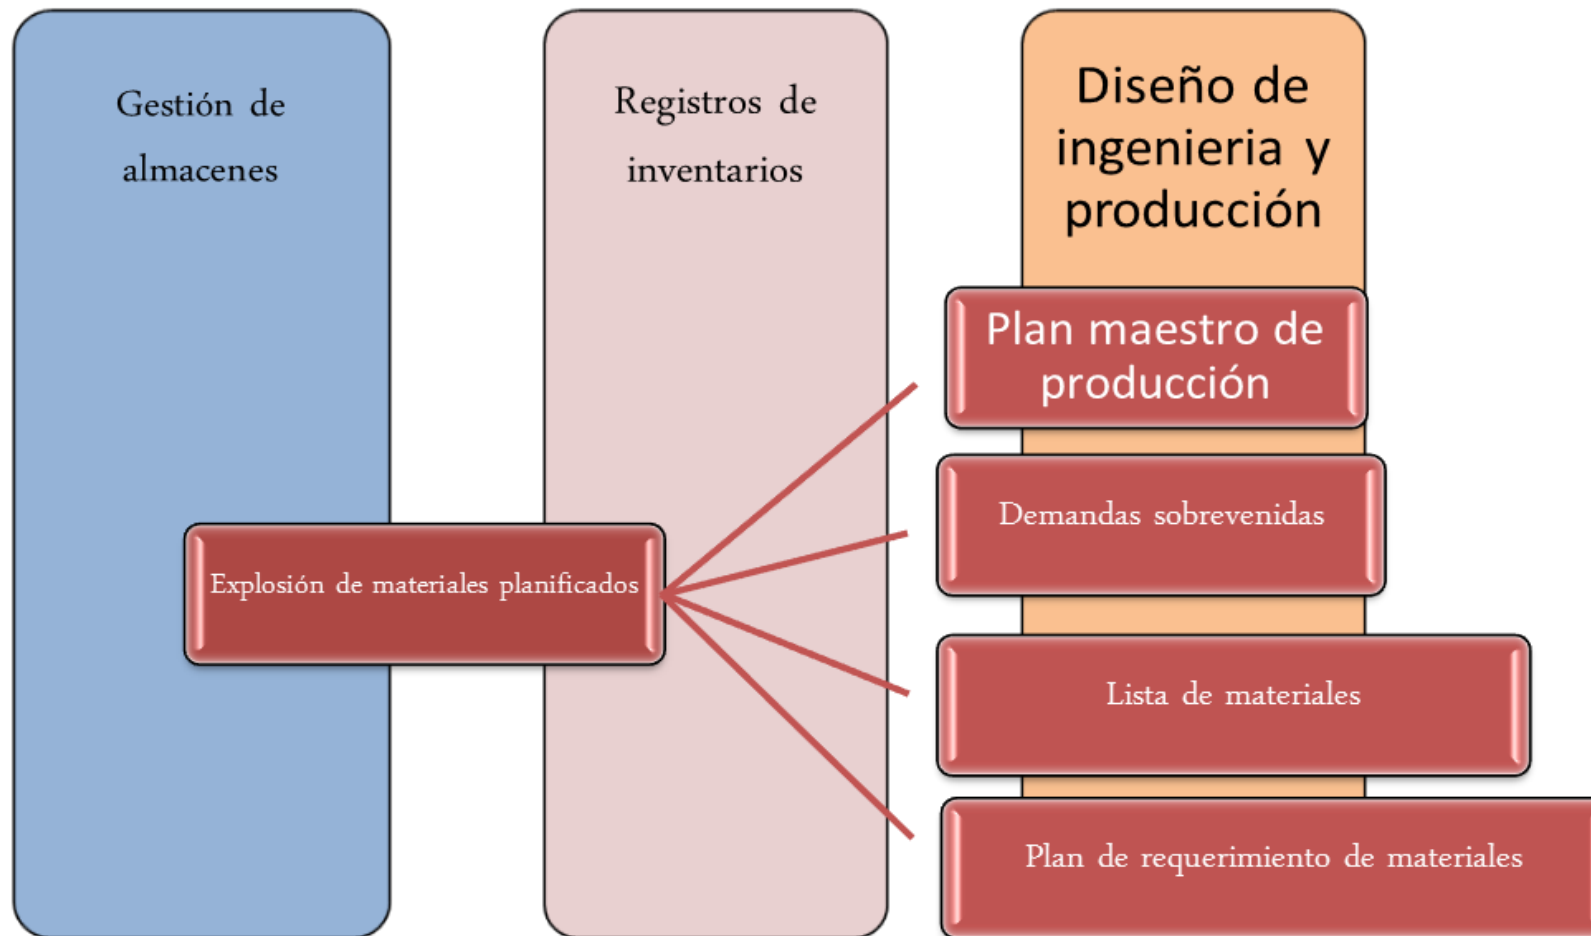 Gestión de
almacenes
Registros de
inventarios
Diseño de
ingenieria y
producción
Plan maestro de
producción
Demandas sobrevenidas
Explosión de materiales planificados
Lista de materiales
Plan de requerimiento de materiales